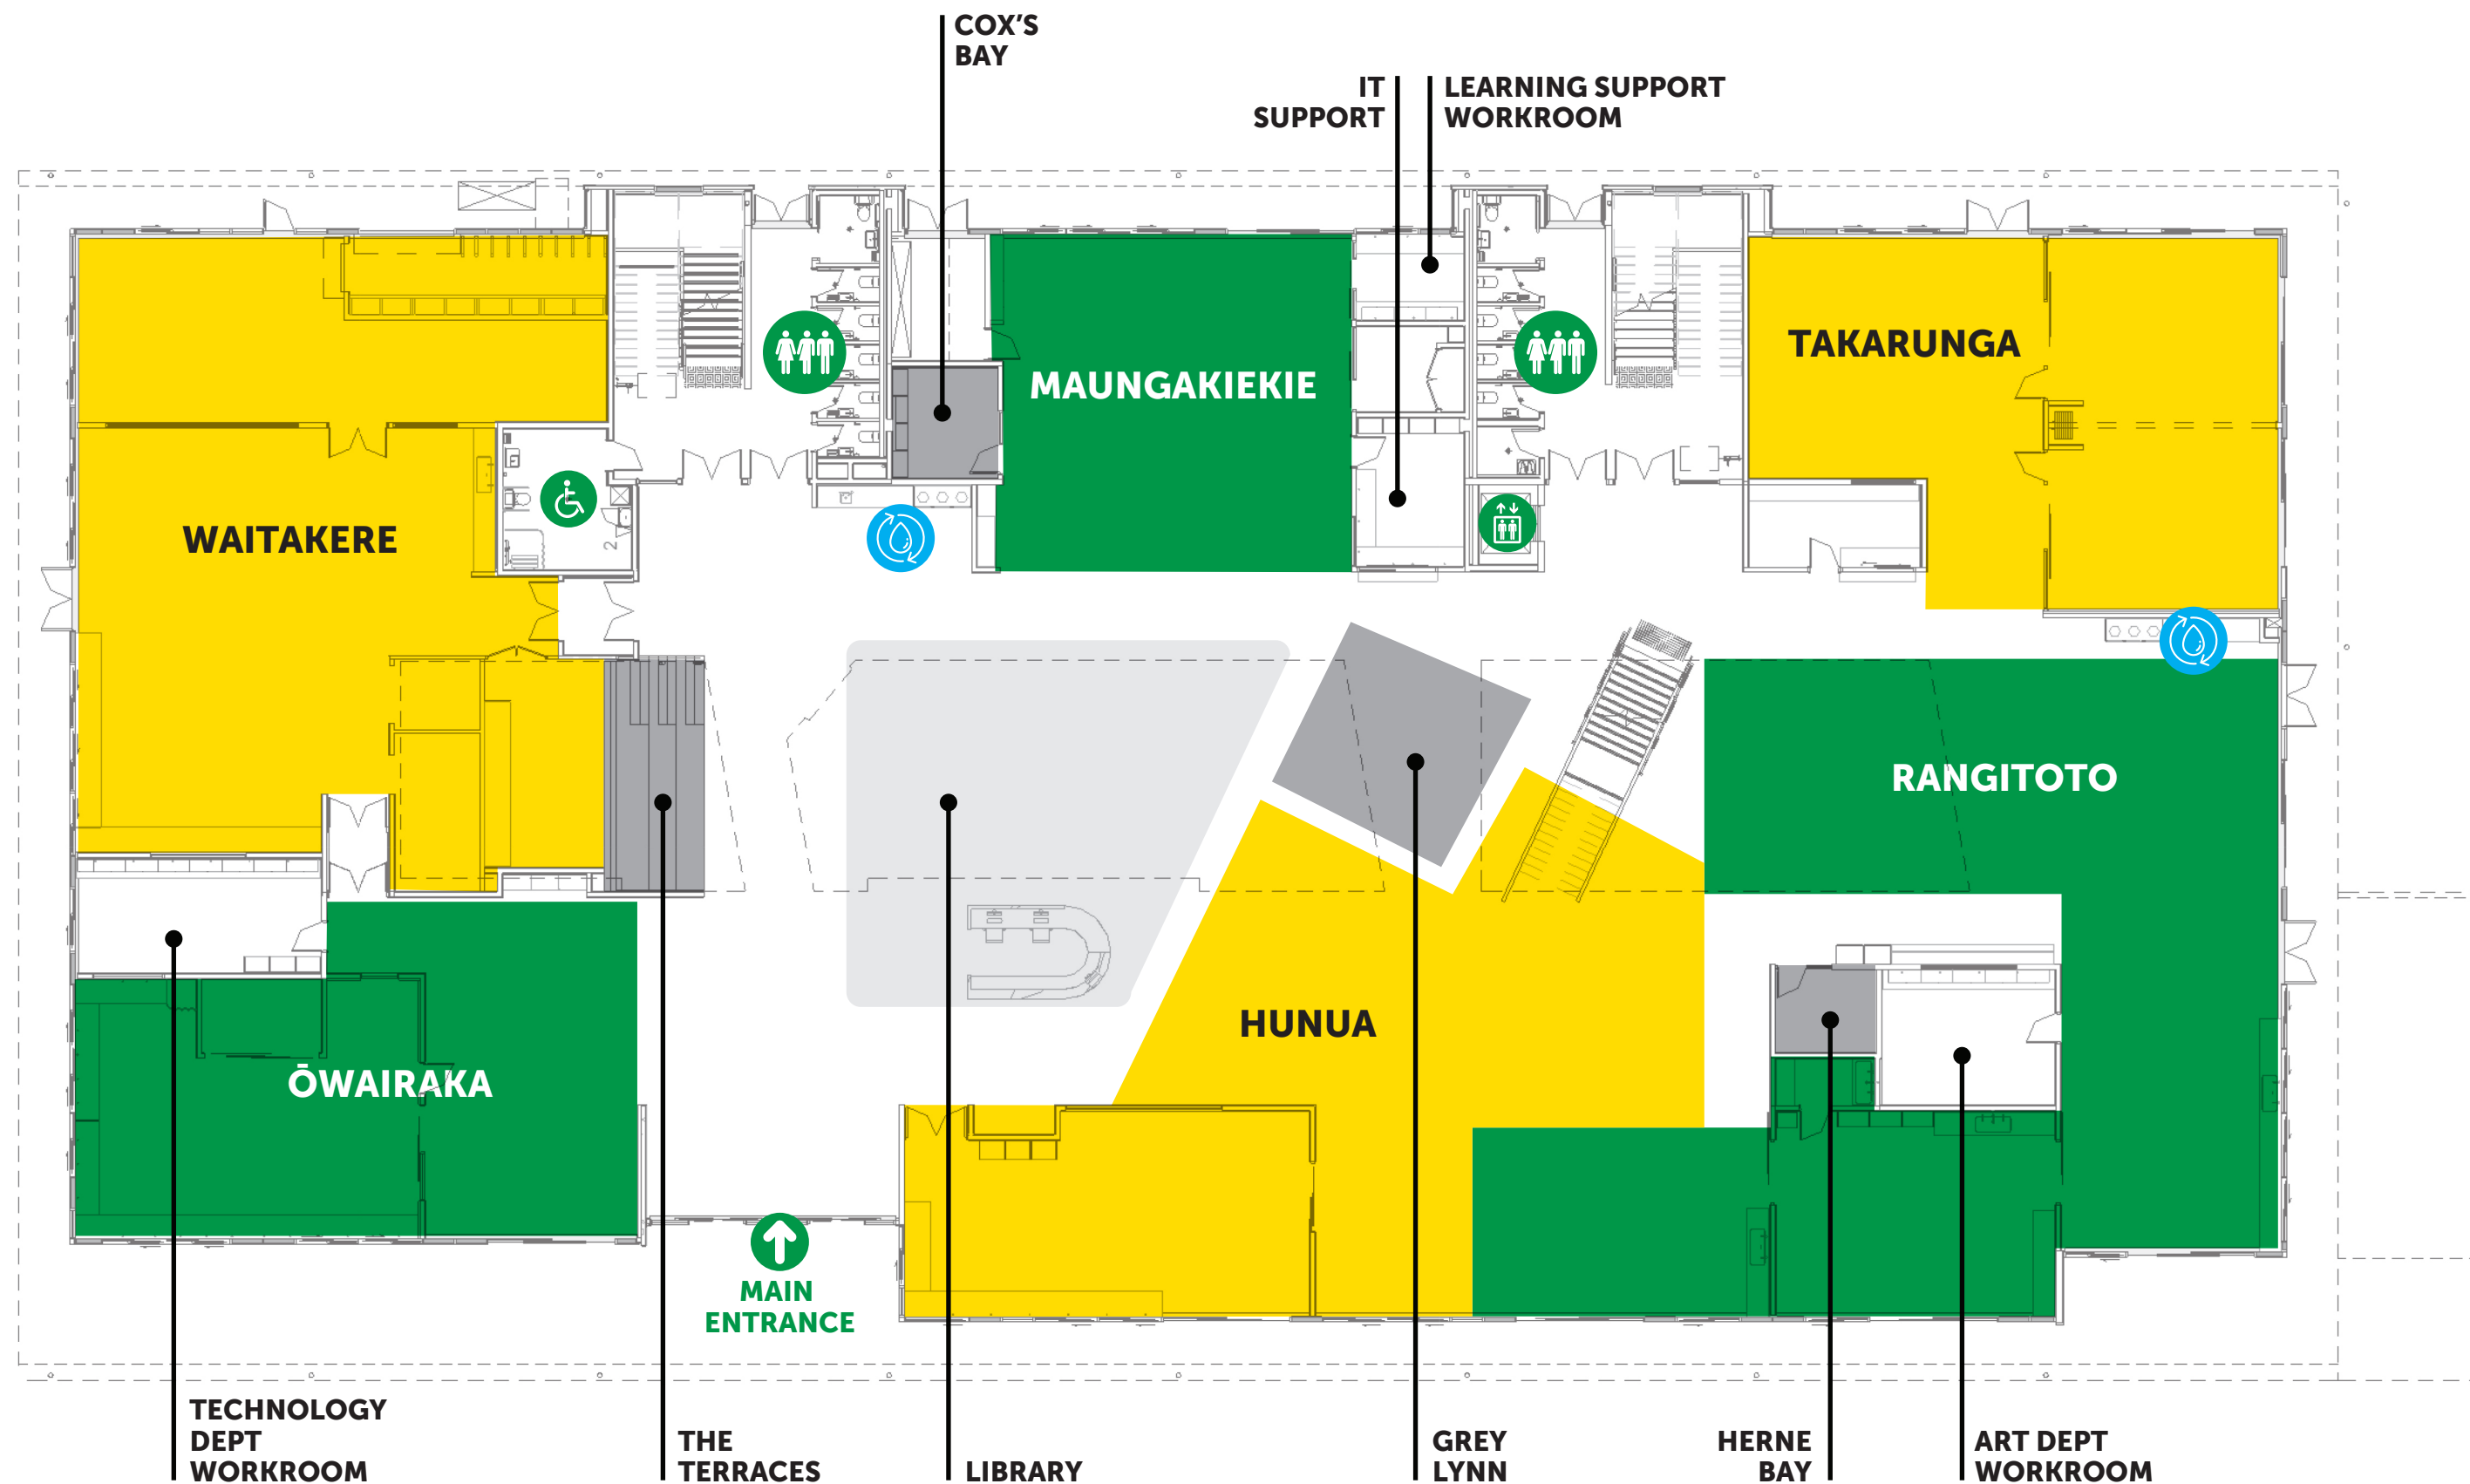 COX'S
BAY
IT
SUPPORT
LEARNING SUPPORT
WORKROOM
TAKARUNGA
MAUNGAKIEKIE
WAITAKERE
2
RANGITOTO
HUNUA
ŌWAIRAKA
MAIN
ENTRANCE
TECHNOLOGY
DEPT
WORKROOM
THE
TERRACES
LIBRARY
GREY
LYNN
HERNE
BAY
ART DEPT
WORKROOM